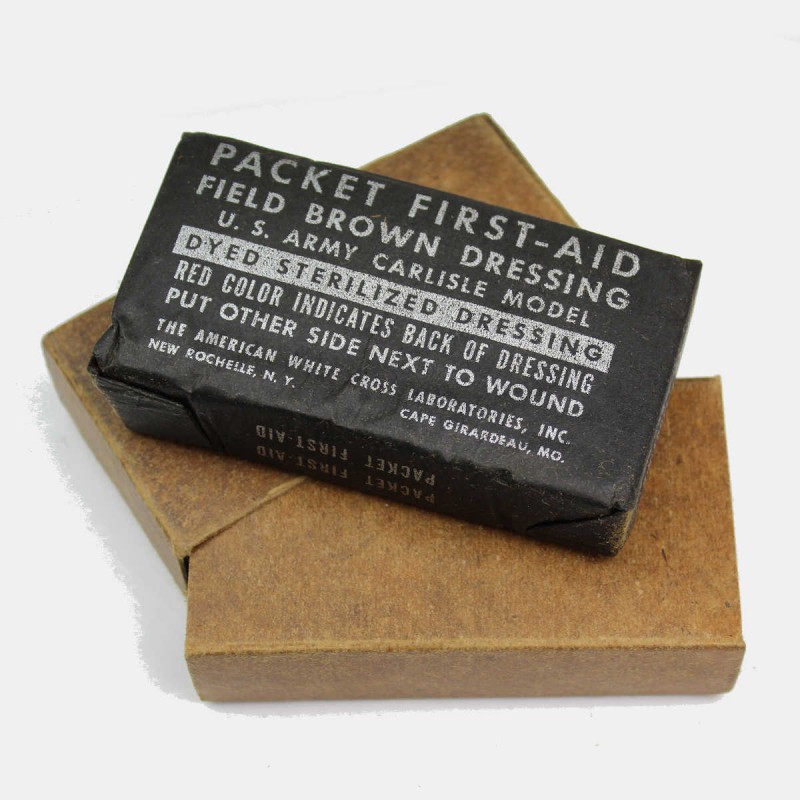 PACKET FIRST-AID
FIELD BROWN DRESSING
U. S. ARMY CARLISLE MODEL
DYED STERILIZED DRESSING
RED COLOR INDICATES BACK OF DRESSING
PUT OTHER SIDE NEXT TO WOUND
THE AMERICAN WHITE CROSS LABORATORIES, INC.
NEW ROCHELLE, N. Y.
CAPE GIRARDEAU, MO.
PACKET FIRST-AID
PACKET FIRST-AID